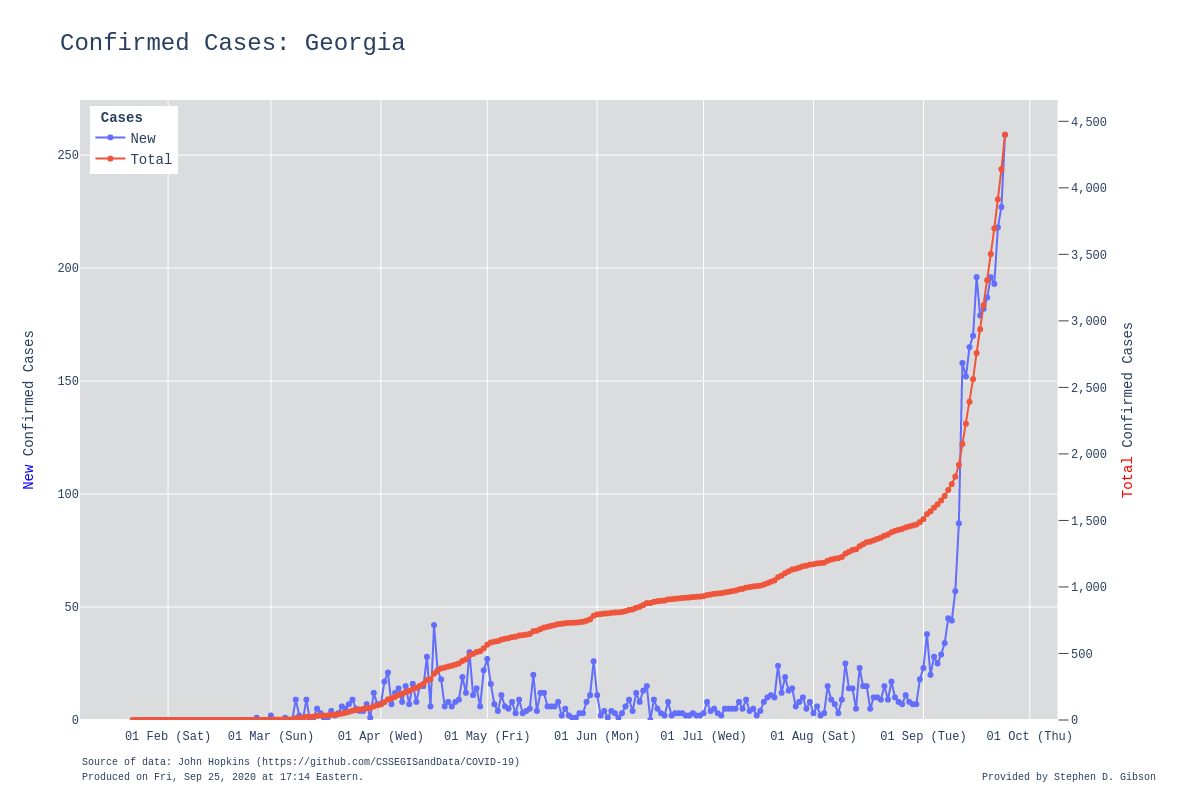 Confirmed Cases: Georgia
Cases
New
Total
250
200
150
100
50
0
4,500
4,000
3,500
3,000
2,500
2,000
1,500
1,000
500
0
New Confirmed Cases
Total Confirmed Cases
01 Feb (Sat) 01 Mar (Sun) 01 Apr (Wed) 01 May (Fri) 01 Jun (Mon) 01 Jul (Wed) 01 Aug (Sat) 01 Sep (Tue) 01 Oct (Thu)
Source of data: John Hopkins (https://github.com/CSSEGISandData/COVID-19)
Produced on Fri, Sep 25, 2020 at 17:14 Eastern.
Provided by Stephen D. Gibson